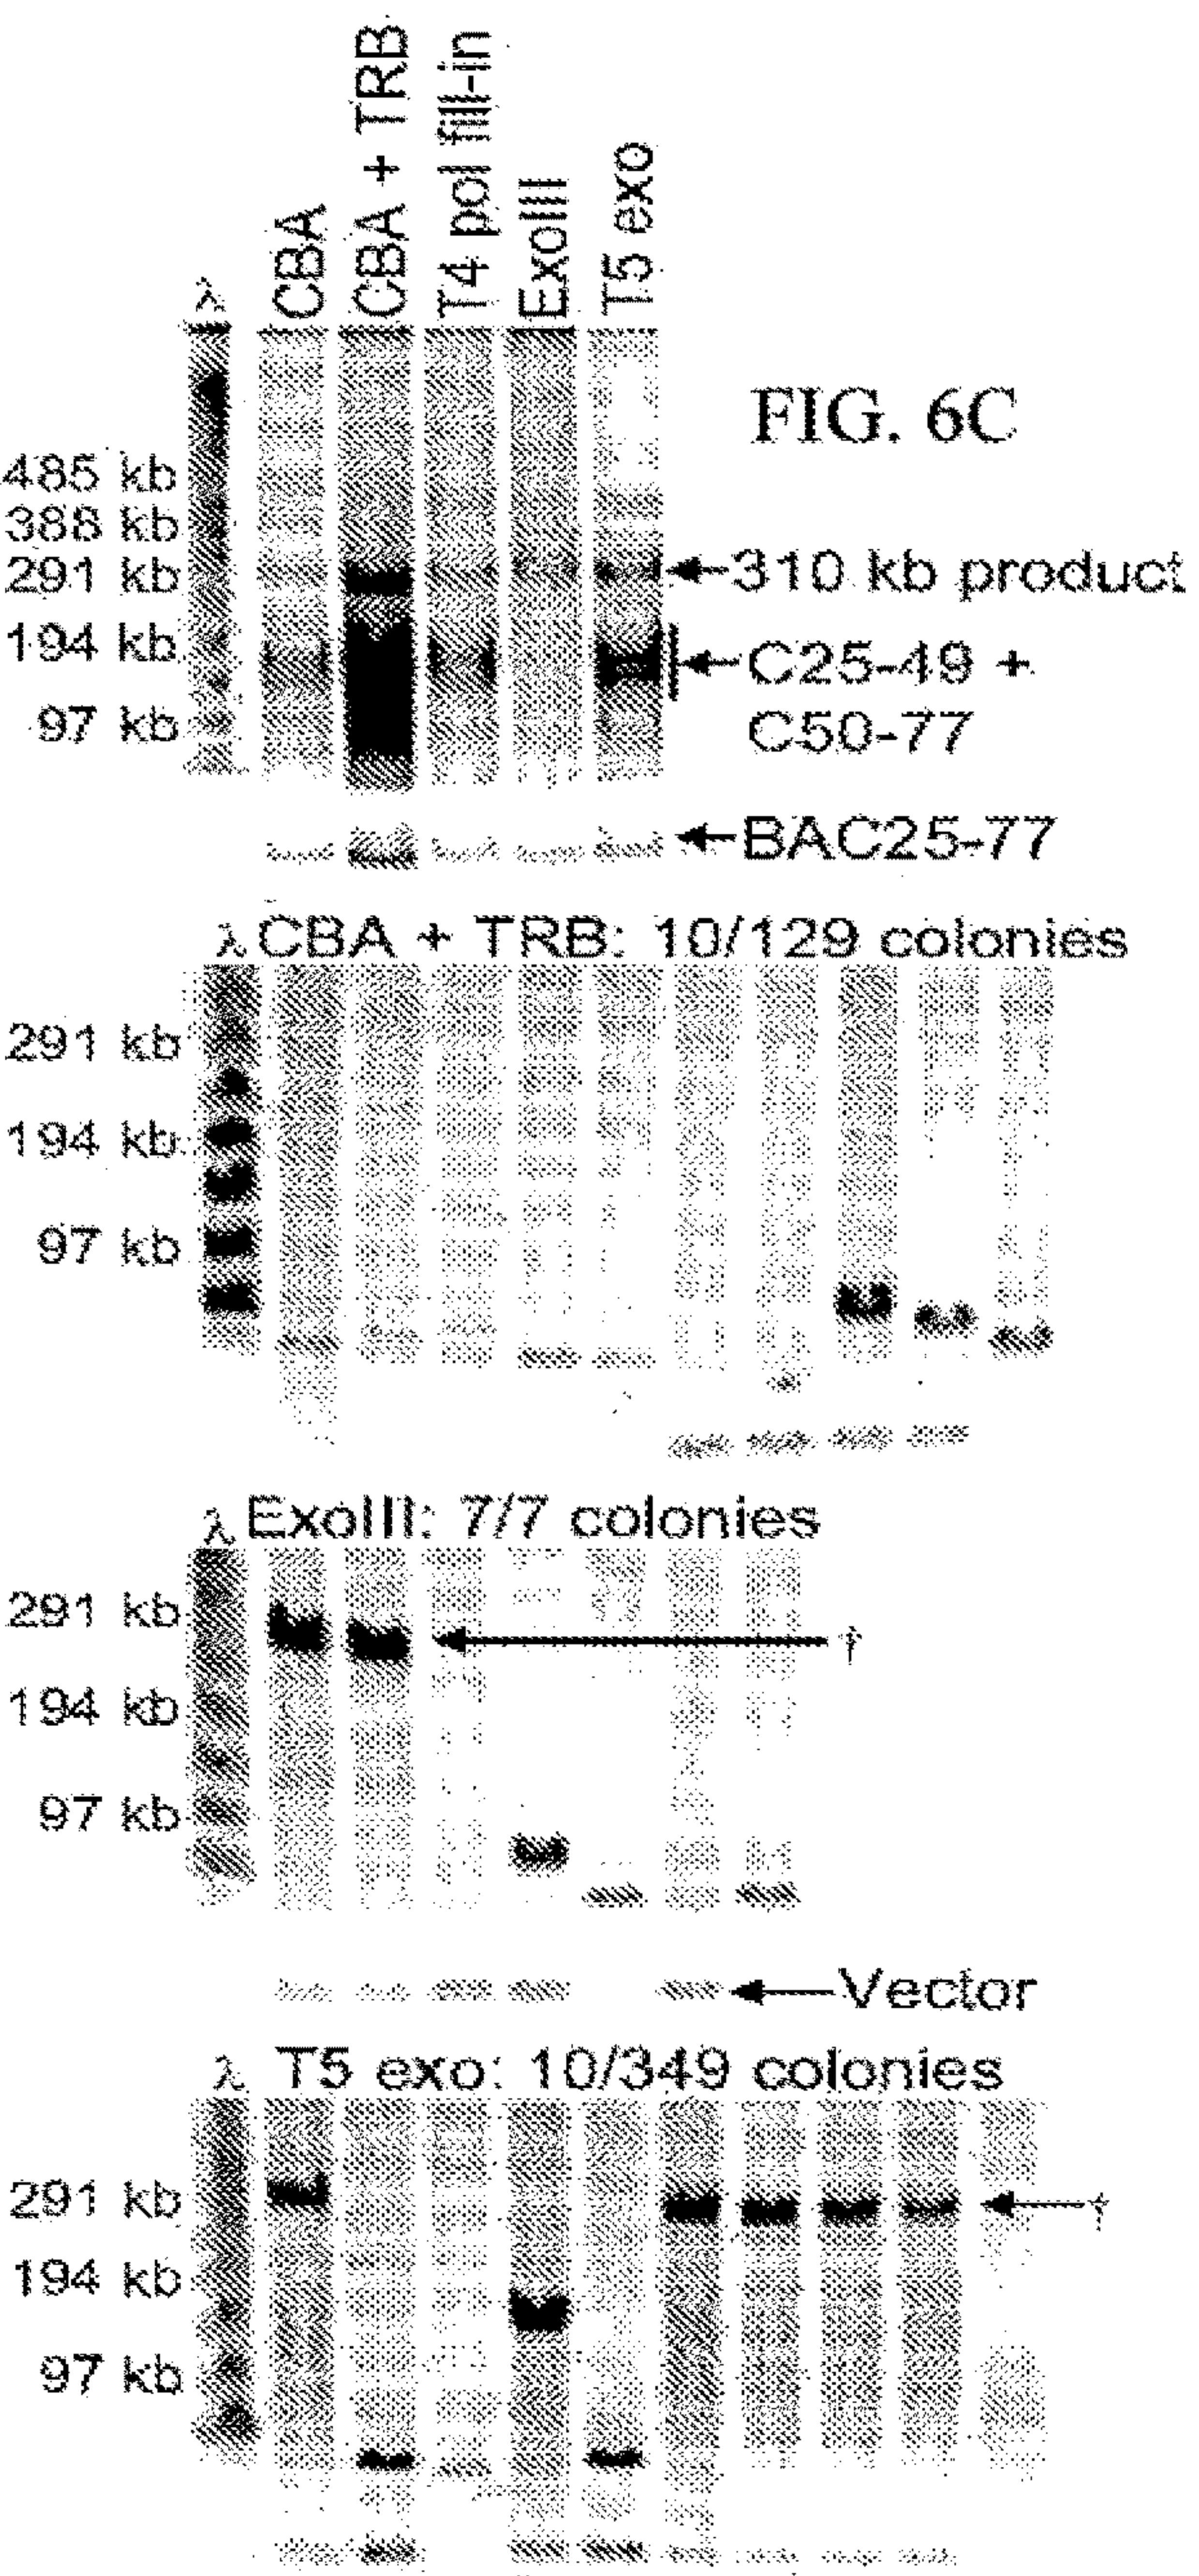 λ
CBA
CBA + TRB
T4 pol fill-in
ExoIII
T5 exo
FIG. 6C
485 kb
388 kb
291 kb
194 kb
97 kb
310 kb product
C25-49 +
C50-77
BAC25-77
λ CBA + TRB: 10/129 colonies
291 kb
194 kb
97 kb
λ ExoIII: 7/7 colonies
291 kb
194 kb
97 kb
†
Vector
λ T5 exo: 10/349 colonies
291 kb
194 kb
97 kb
†